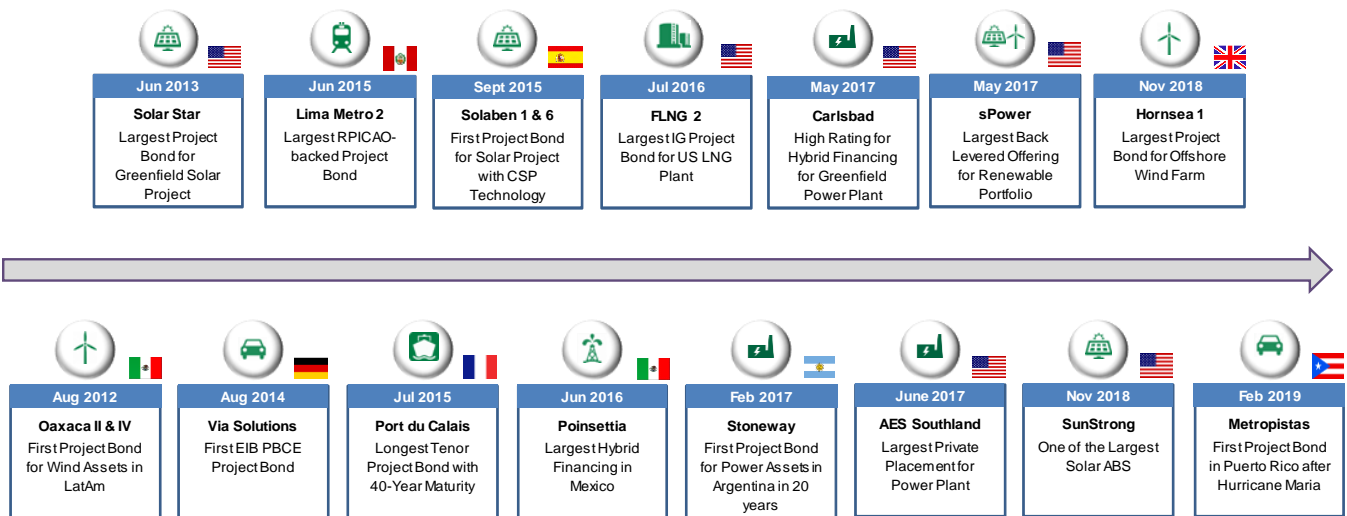 Jun 2013
Solar Star
Largest Project
Bond for
Greenfield Solar
Project
Jun 2015
Lima Metro 2
Largest RPICAO-
backed Project
Bond
Sept 2015
Solaben 1 & 6
First Project Bond
for Solar Project
with CSP
Technology
Jul 2016
FLNG 2
Largest IG Project
Bond for US LNG
Plant
May 2017
Carlsbad
High Rating for
Hybrid Financing
for Greenfield
Power Plant
May 2017
sPower
Largest Back
Levered Offering
for Renewable
Portfolio
Nov 2018
Hornsea 1
Largest Project
Bond for Offshore
Wind Farm
Aug 2012
Oaxaca II & IV
First Project Bond
for Wind Assets in
LatAm
Aug 2014
Via Solutions
First EIB PBCE
Project Bond
Jul 2015
Port du Calais
Longest Tenor
Project Bond with
40-Year Maturity
Jun 2016
Poinsettia
Largest Hybrid
Financing in
Mexico
Feb 2017
Stoneway
First Project Bond
for Power Assets in
Argentina in 20
years
June 2017
AES Southland
Largest Private
Placement for
Power Plant
Nov 2018
SunStrong
One of the Largest
Solar ABS
Feb 2019
Metropistas
First Project Bond
in Puerto Rico after
Hurricane Maria